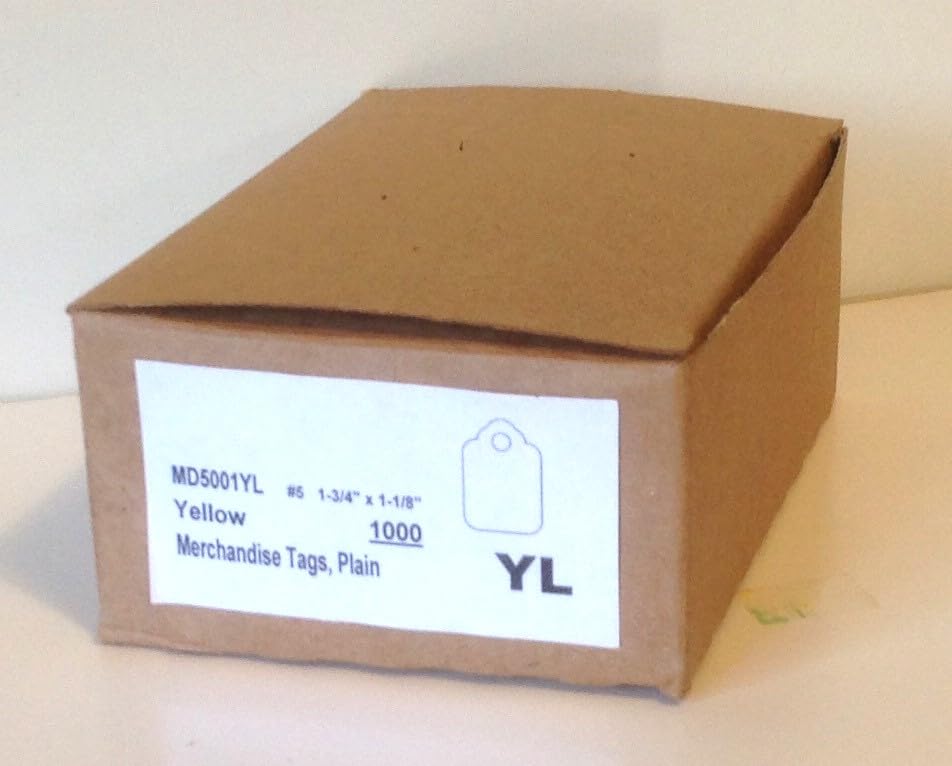 MD5001YL #5 1-3/4" x 1-1/8"
Yellow 1000
Merchandise Tags, Plain
YL